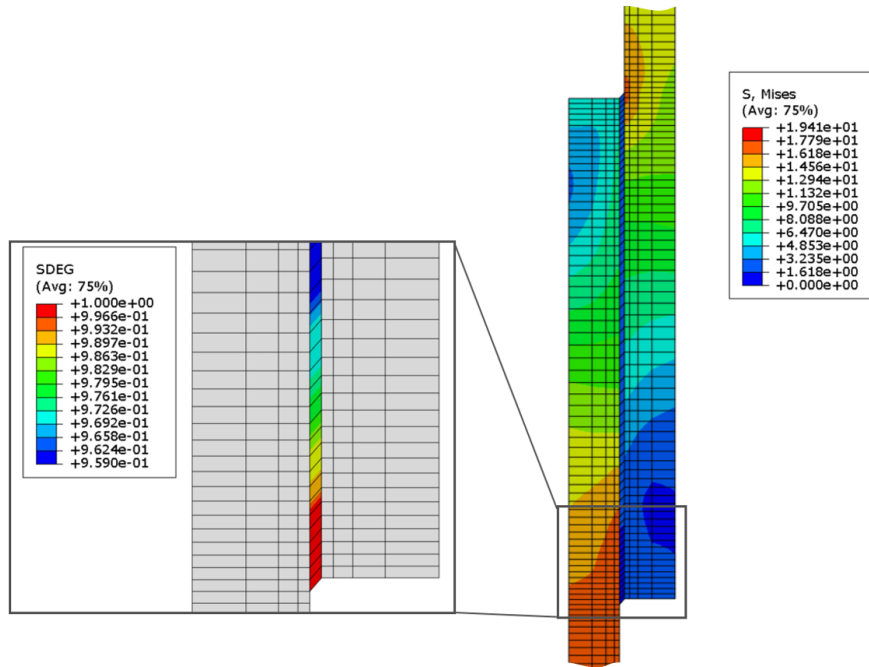 S, Mises
(Avg: 75%)
+1.941e+01
+1.779e+01
+1.618e+01
+1.456e+01
+1.294e+01
+1.132e+01
+9.705e+00
+8.088e+00
+6.470e+00
+4.853e+00
+3.235e+00
+1.618e+00
+0.000e+00
SDEG
(Avg: 75%)
+1.000e+00
+9.966e-01
+9.932e-01
+9.897e-01
+9.863e-01
+9.829e-01
+9.795e-01
+9.761e-01
+9.726e-01
+9.692e-01
+9.658e-01
+9.624e-01
+9.590e-01